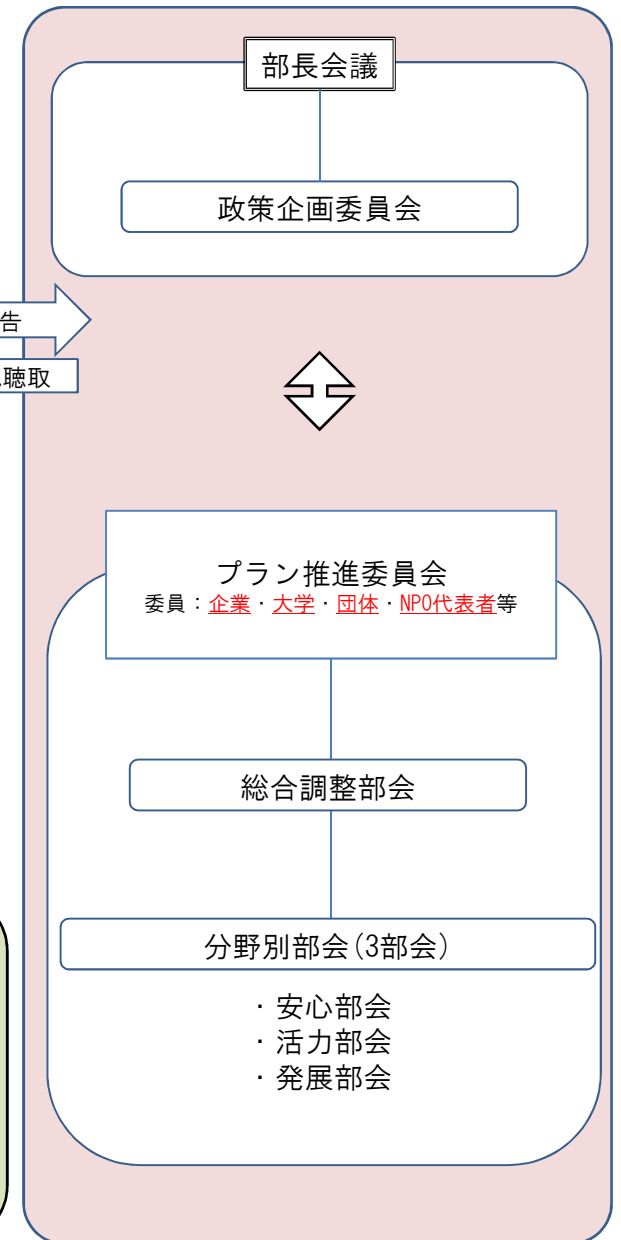 部長会議
政策企画委員会
告
聴取
プラン推進委員会
委員：企業・大学・団体・NPO代表者等
総合調整部会
分野別部会(3部会)
・安心部会
・活力部会
・発展部会